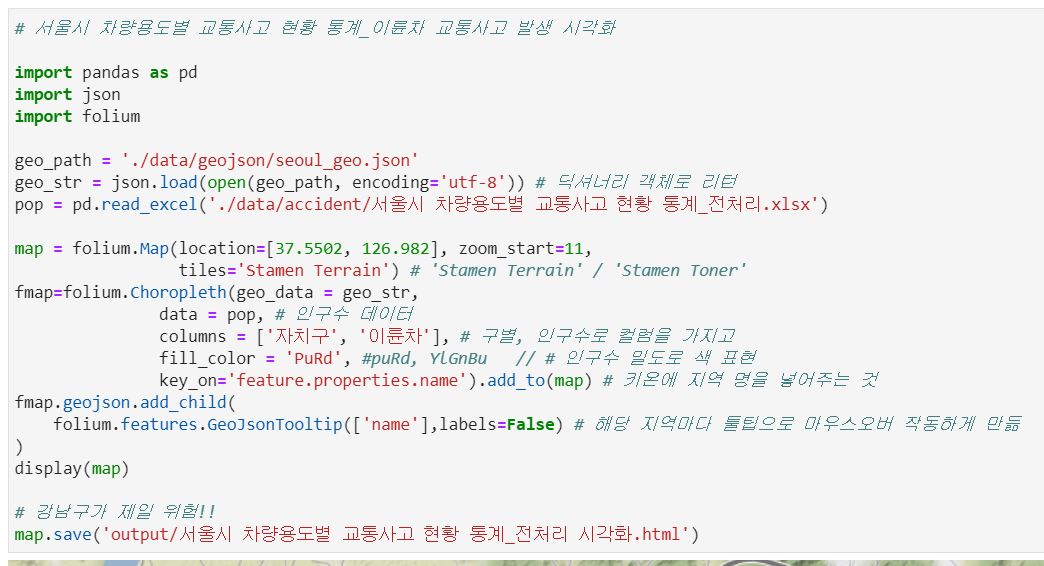 # 서울시 차량용도별 교통사고 현황 통계_이륜차 교통사고 발생 시각화

import pandas as pd
import json
import folium

geo_path = './data/geojson/seoul_geo.json'
geo_str = json.load(open(geo_path, encoding='utf-8')) # 딕셔너리 객체로 리턴
pop = pd.read_excel('./data/accident/서울시 차량용도별 교통사고 현황 통계_전처리.xlsx')

map = folium.Map(location=[37.5502, 126.982], zoom_start=11,
                 tiles='Stamen Terrain') # 'Stamen Terrain' / 'Stamen Toner'
fmap=folium.Choropleth(geo_data = geo_str,
               data = pop, # 인구수 데이터
               columns = ['자치구', '이륜차'], # 구별, 인구수로 컬럼을 가지고
               fill_color = 'PuRd', #puRd, YlGnBu   // # 인구수 밀도로 색 표현
               key_on='feature.properties.name').add_to(map) # 키온에 지역 명을 넣어주는 것
fmap.geojson.add_child(
    folium.features.GeoJsonTooltip(['name'],labels=False) # 해당 지역마다 툴팁으로 마우스오버 작동하게 만듦
)
display(map)

# 강남구가 제일 위험!!
map.save('output/서울시 차량용도별 교통사고 현황 통계_전처리 시각화.html')